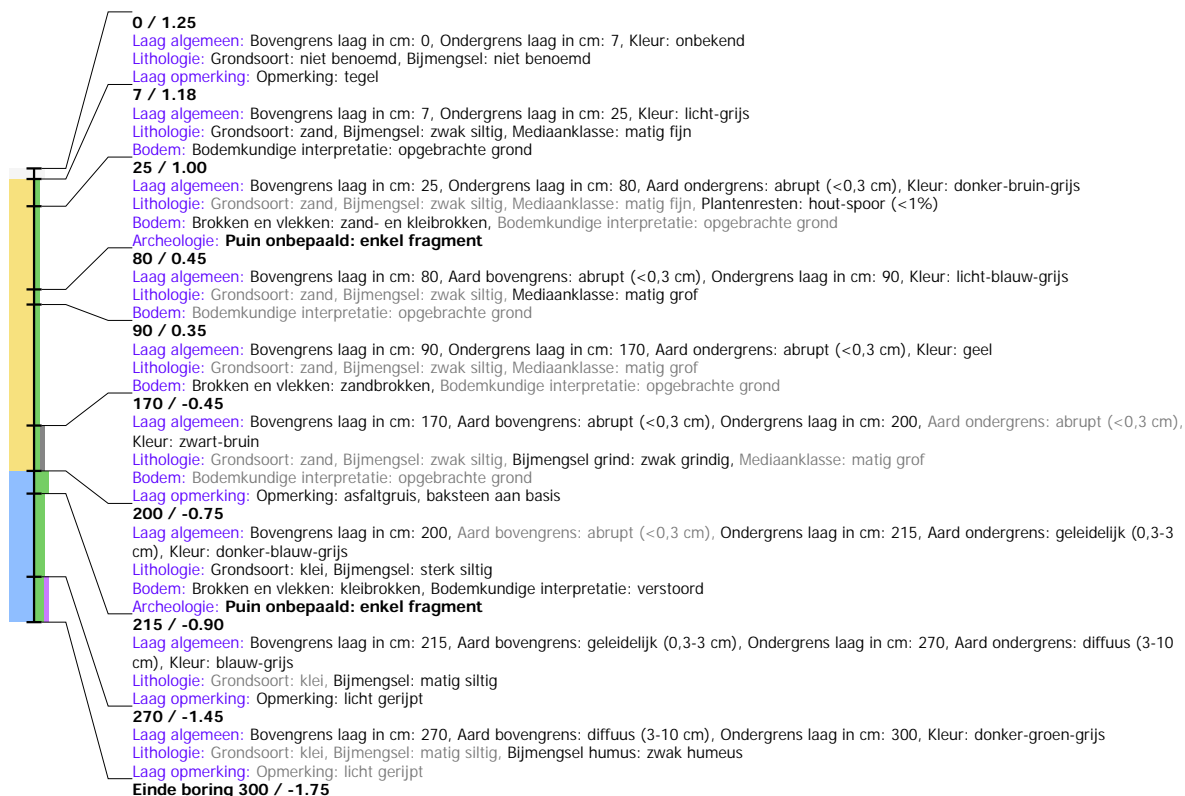 0 / 1.25
Laag algemeen: Bovengrens laag in cm: 0, Ondergrens laag in cm: 7, Kleur: onbekend
Lithologie: Grondsoort: niet benoemd, Bijmengsel: niet benoemd
Laag opmerking: Opmerking: tegel
7 / 1.18
Laag algemeen: Bovengrens laag in cm: 7, Ondergrens laag in cm: 25, Kleur: licht-grijs
Lithologie: Grondsoort: zand, Bijmengsel: zwak siltig, Mediaanklasse: matig fijn
Bodem: Bodemkundige interpretatie: opgebrachte grond
25 / 1.00
Laag algemeen: Bovengrens laag in cm: 25, Ondergrens laag in cm: 80, Aard ondergrens: abrupt (<0,3 cm), Kleur: donker-bruin-grijs
Lithologie: Grondsoort: zand, Bijmengsel: zwak siltig, Mediaanklasse: matig fijn, Plantenresten: hout-spoor (<1%)
Bodem: Brokken en vlekken: zand- en kleibrokken, Bodemkundige interpretatie: opgebrachte grond
Archeologie: Puin onbepaald: enkel fragment
80 / 0.45
Laag algemeen: Bovengrens laag in cm: 80, Aard bovengrens: abrupt (<0,3 cm), Ondergrens laag in cm: 90, Kleur: licht-blauw-grijs
Lithologie: Grondsoort: zand, Bijmengsel: zwak siltig, Mediaanklasse: matig grof
Bodem: Bodemkundige interpretatie: opgebrachte grond
90 / 0.35
Laag algemeen: Bovengrens laag in cm: 90, Ondergrens laag in cm: 170, Aard ondergrens: abrupt (<0,3 cm), Kleur: geel
Lithologie: Grondsoort: zand, Bijmengsel: zwak siltig, Mediaanklasse: matig grof
Bodem: Brokken en vlekken: zandbrokken, Bodemkundige interpretatie: opgebrachte grond
170 / -0.45
Laag algemeen: Bovengrens laag in cm: 170, Aard bovengrens: abrupt (<0,3 cm), Ondergrens laag in cm: 200, Aard ondergrens: abrupt (<0,3 cm),
Kleur: zwart-bruin
Lithologie: Grondsoort: zand, Bijmengsel: zwak siltig, Bijmengsel grind: zwak grindig, Mediaanklasse: matig grof
Bodem: Bodemkundige interpretatie: opgebrachte grond
Laag opmerking: Opmerking: asfaltgruis, baksteen aan basis
200 / -0.75
Laag algemeen: Bovengrens laag in cm: 200, Aard bovengrens: abrupt (<0,3 cm), Ondergrens laag in cm: 215, Aard ondergrens: geleidelijk (0,3-3
cm), Kleur: donker-blauw-grijs
Lithologie: Grondsoort: klei, Bijmengsel: sterk siltig
Bodem: Brokken en vlekken: kleibrokken, Bodemkundige interpretatie: verstoord
Archeologie: Puin onbepaald: enkel fragment
215 / -0.90
Laag algemeen: Bovengrens laag in cm: 215, Aard bovengrens: geleidelijk (0,3-3 cm), Ondergrens laag in cm: 270, Aard ondergrens: diffuus (3-10
cm), Kleur: blauw-grijs
Lithologie: Grondsoort: klei, Bijmengsel: matig siltig
Laag opmerking: Opmerking: licht gerijpt
270 / -1.45
Laag algemeen: Bovengrens laag in cm: 270, Aard bovengrens: diffuus (3-10 cm), Ondergrens laag in cm: 300, Kleur: donker-groen-grijs
Lithologie: Grondsoort: klei, Bijmengsel: matig siltig, Bijmengsel humus: zwak humeus
Laag opmerking: Opmerking: licht gerijpt
Einde boring 300 / -1.75